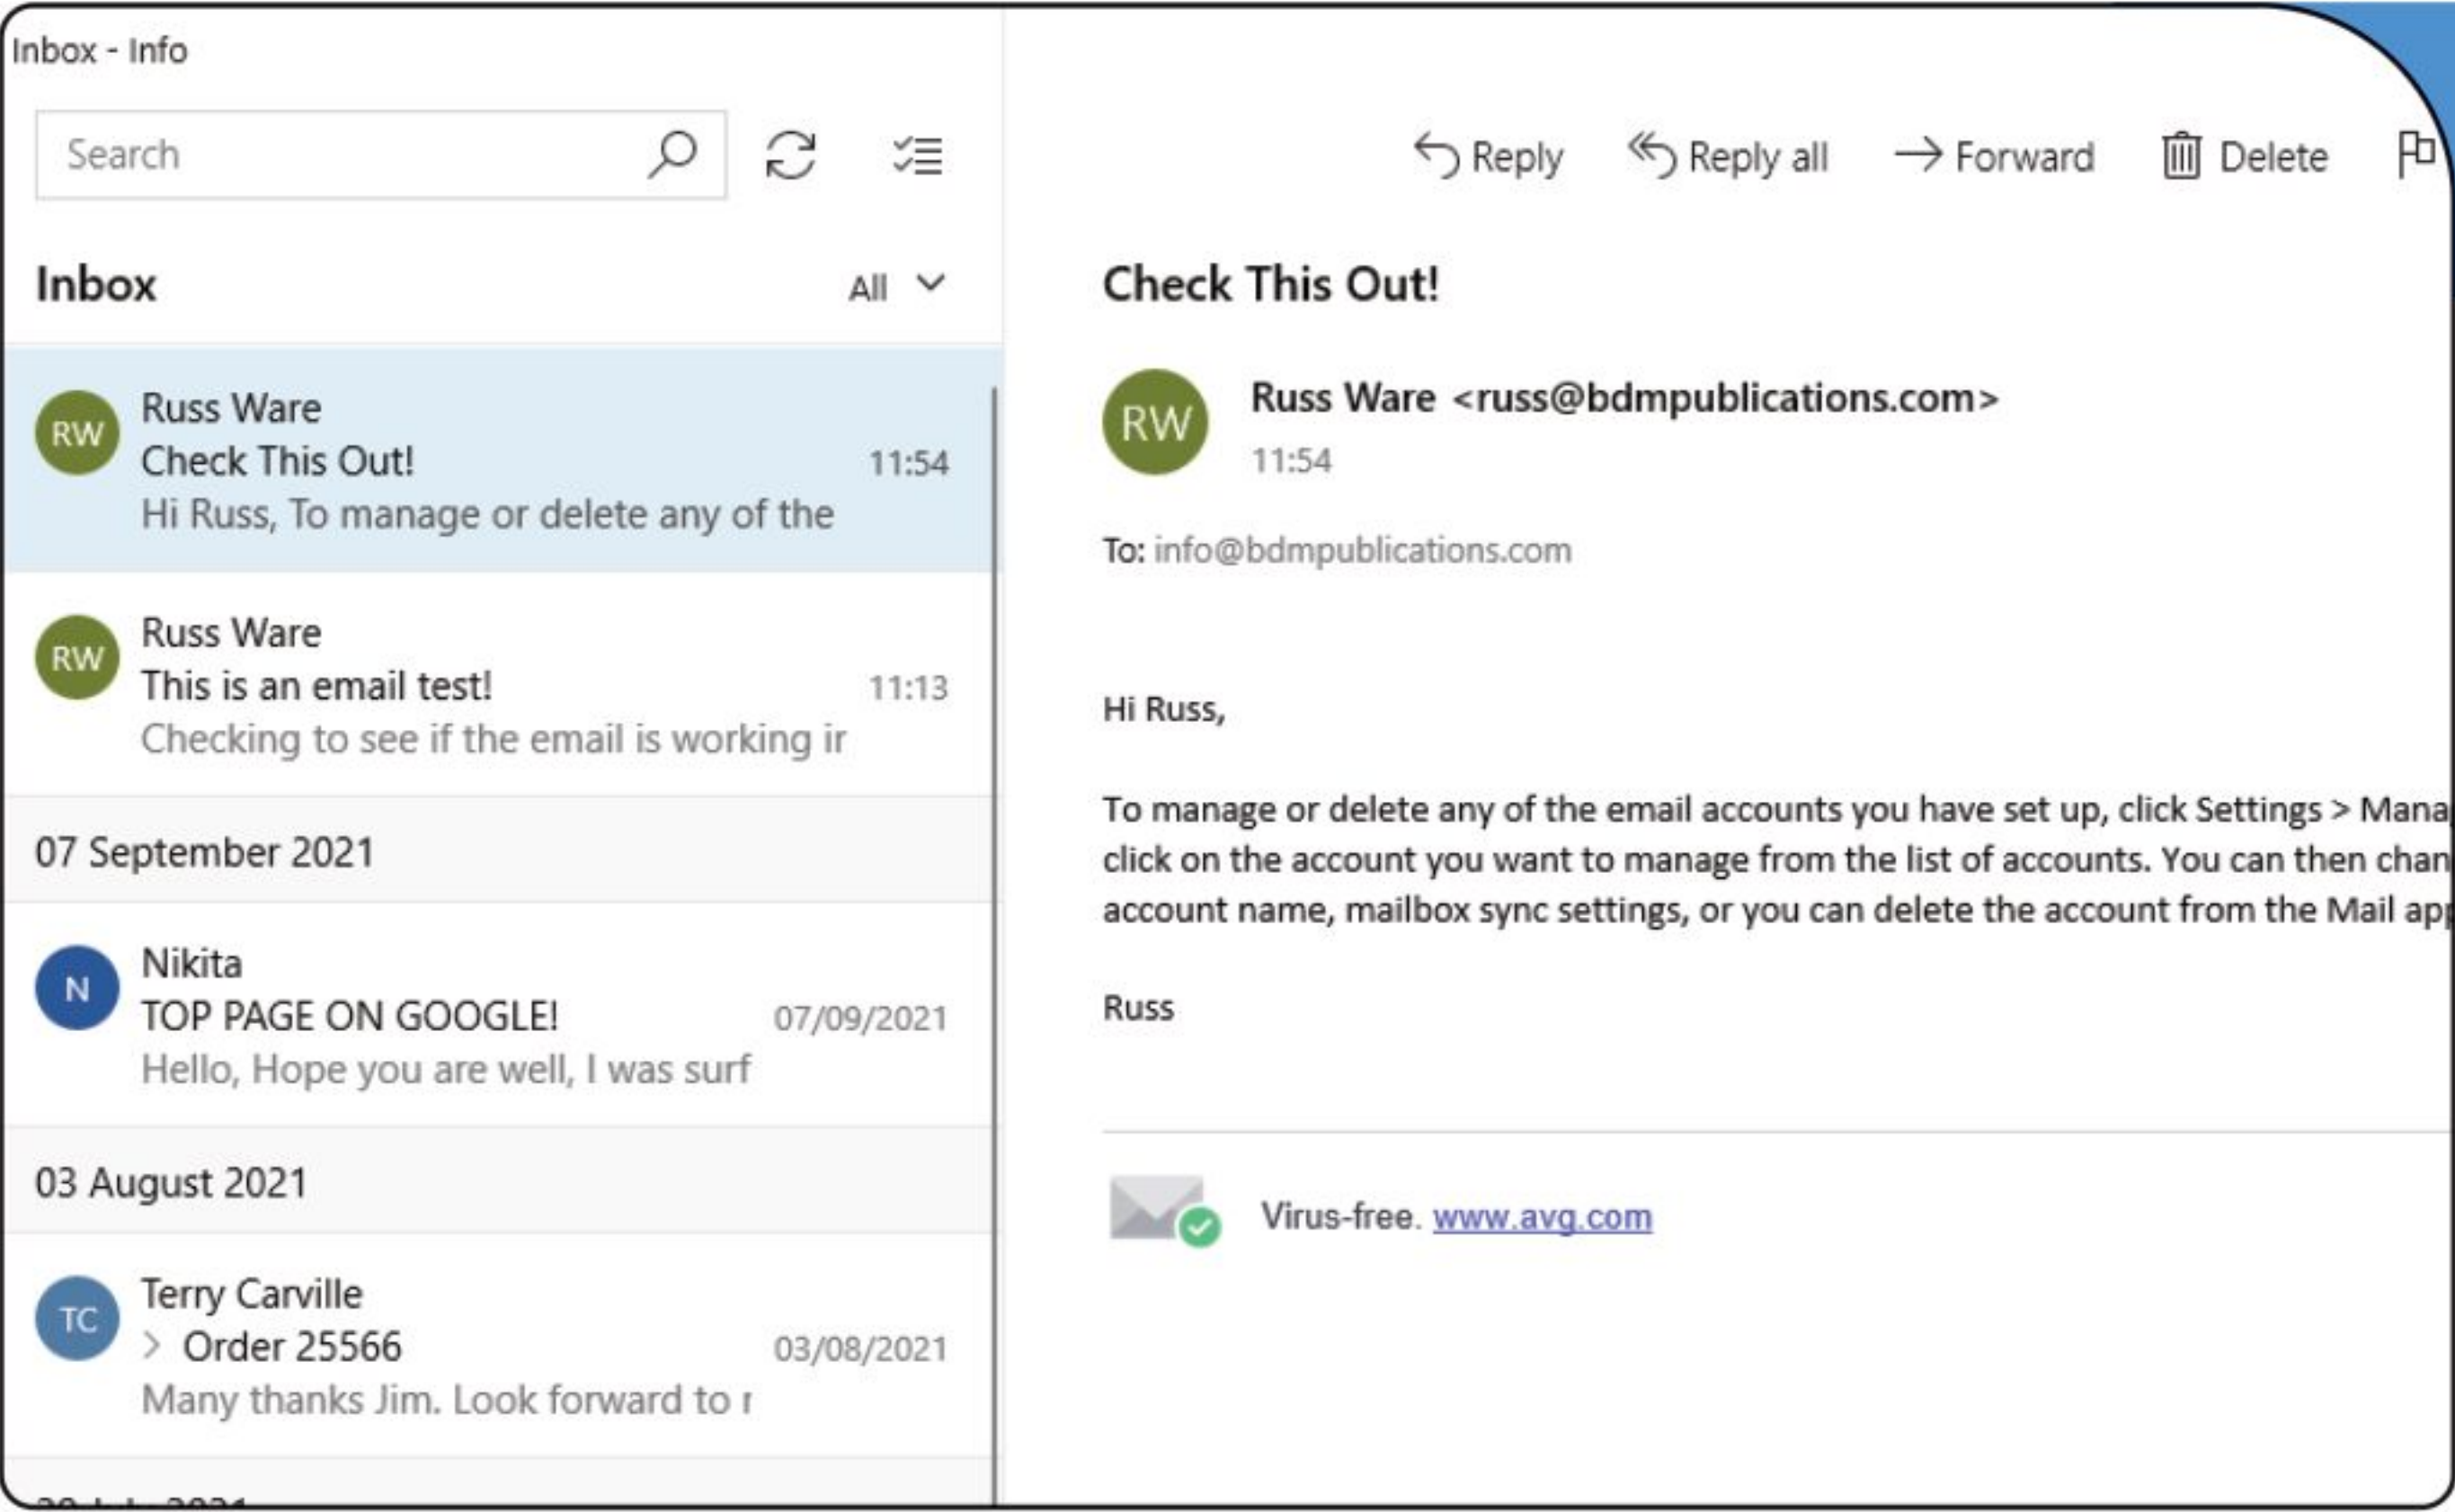 Inbox - Info
Search
Inbox
All
RW
Russ Ware
Check This Out!
11:54
Hi Russ, To manage or delete any of the
RW
Russ Ware
This is an email test!
11:13
Checking to see if the email is working
07 September 2021
N
Nikita
TOP PAGE ON GOOGLE!
07/09/2021
Hello, Hope you are well, I was surf
03 August 2021
TC
Terry Carville
> Order 25566
03/08/2021
Many thanks Jim. Look forward to
Reply
Reply all
Forward
Delete
Check This Out!
RW
Russ Ware <russ@bdmpublications.com>
11:54
To: info@bdmpublications.com
Hi Russ,
To manage or delete any of the email accounts you have set up, click Settings > Mana
click on the account you want to manage from the list of accounts. You can then chan
account name, mailbox sync settings, or you can delete the account from the Mail app
Russ
Virus-free. www.avg.com